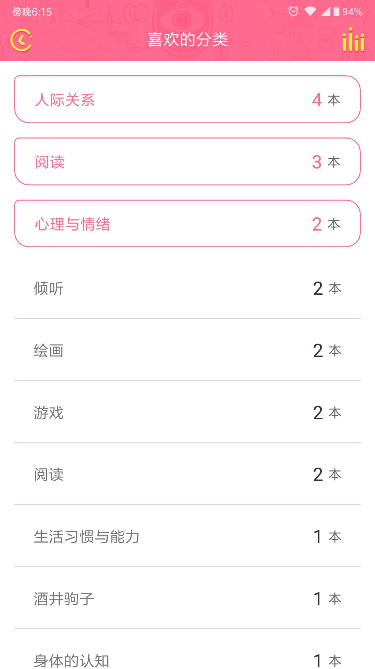 傍晚6:15
94%
喜欢的分类
人际关系 4 本
阅读 3 本
心理与情绪 2 本
倾听 2 本
绘画 2 本
游戏 2 本
阅读 2 本
生活习惯与能力 1 本
酒井驹子 1 本
身体的认知 1 本